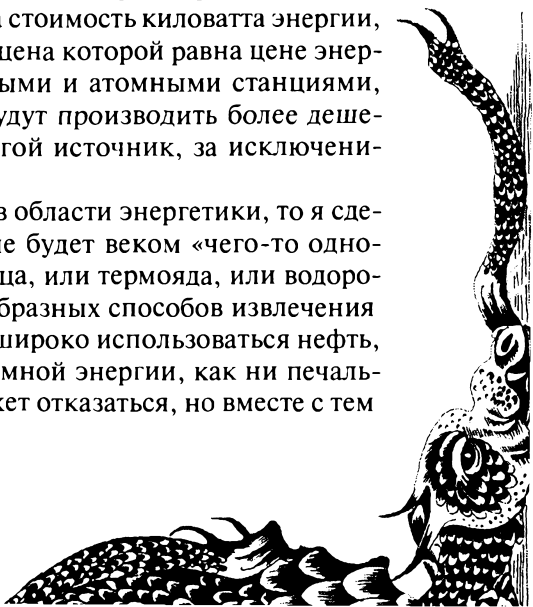 стоимость киловатта энергии,
цена которой равна цене энер-
ыми и атомными станциями,
удут производить более деше-
гой источник, за исключени-
в области энергетики, то я сде-
е будет веком «чего-то одно-
ца, или термояда, или водоро-
бразных способов извлечения
широко использоваться нефть,
мной энергии, как ни печаль-
жет отказаться, но вместе с тем